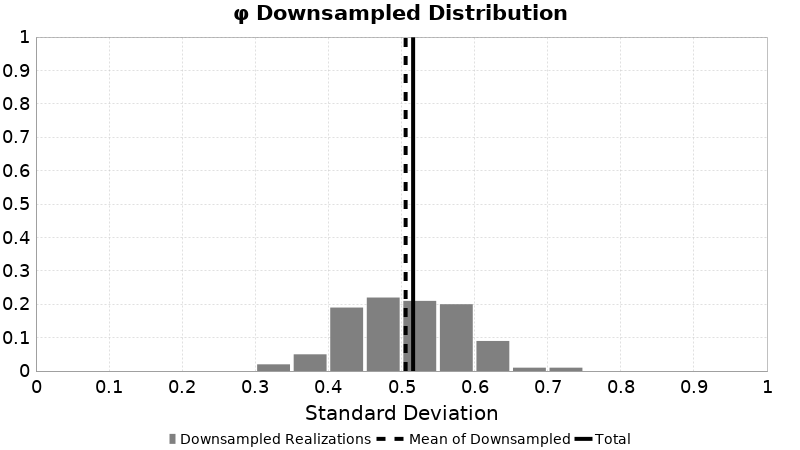 φ Downsampled Distribution
1
0.9
0.8
0.7
0.6
0.5
0.4
0.3
0.2
0.1
0
0 0.1 0.2 0.3 0.4 0.5 0.6 0.7 0.8 0.9 1
Standard Deviation
Downsampled Realizations Mean of Downsampled Total